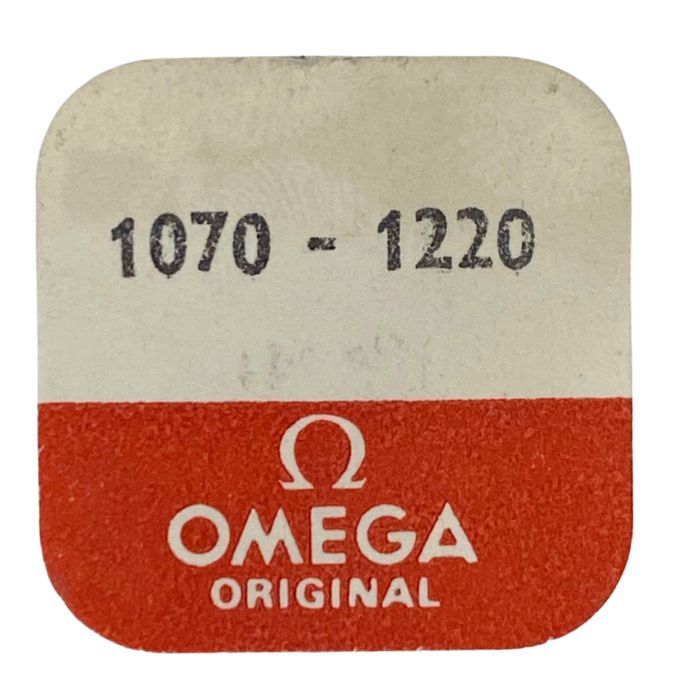 1070 - 1220
Ω
OMEGA
ORIGINAL